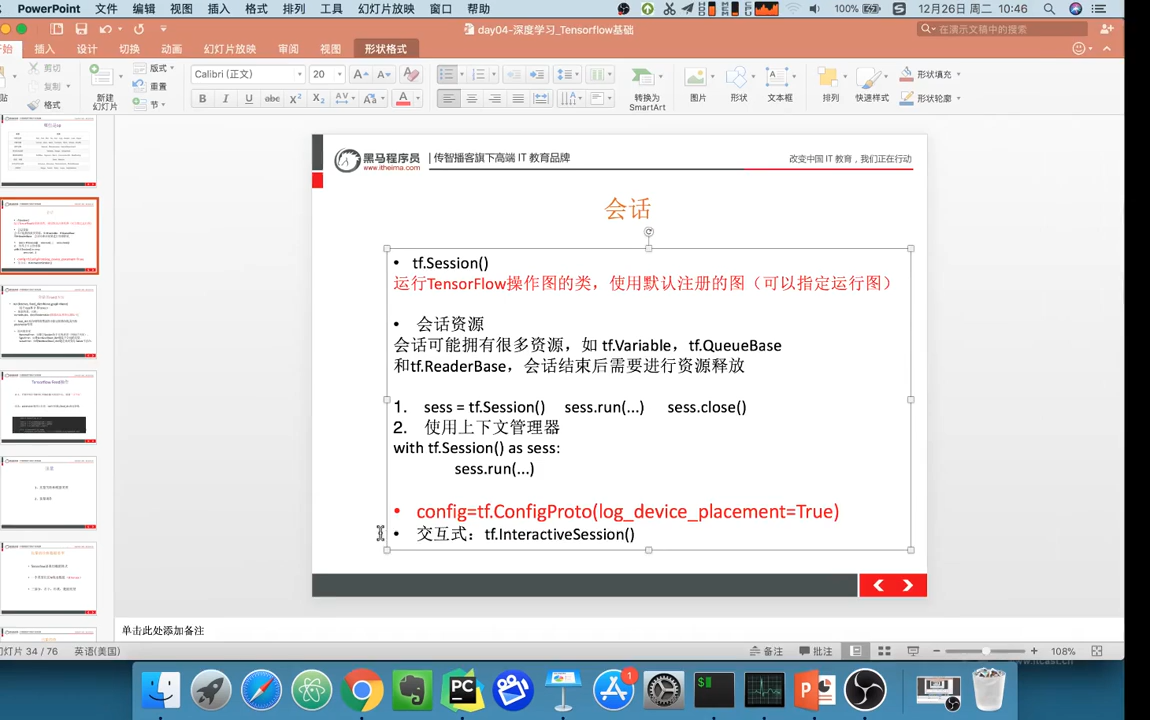 PowerPoint 文件 编辑 视图 插入 格式 排列 工具 幻灯片放映 窗口 帮助 100% 12月26日 周二 10:46
day04-深度学习_Tensorflow基础
在演示文稿中的搜索
插入 设计 切换 动画 幻灯片放映 审阅 视图 形状格式
剪切
复制
格式
新建
幻灯片
版式
重置
节
Calibri (正文) 20
B I U abc X² X₂ AV Aa A
转换为
SmartArt
图片 形状 文本框 排列 快速样式
形状填充
形状轮廓
黑马程序员
www.itheima.com
传智播客旗下高端 IT 教育品牌
改变中国 IT 教育，我们正在行动
会话
• tf.Session()
运行TensorFlow操作图的类，使用默认注册的图（可以指定运行图）
• 会话资源
会话可能拥有很多资源，如 tf.Variable，tf.QueueBase
和tf.ReaderBase，会话结束后需要进行资源释放
1. sess = tf.Session() sess.run(...) sess.close()
2. 使用上下文管理器
with tf.Session() as sess:
sess.run(...)
• config=tf.ConfigProto(log_device_placement=True)
• 交互式：tf.InteractiveSession()
单击此处添加备注
幻灯片 34 / 76 英语(美国)
备注 批注 108%
www.itcast.cn
PC
1